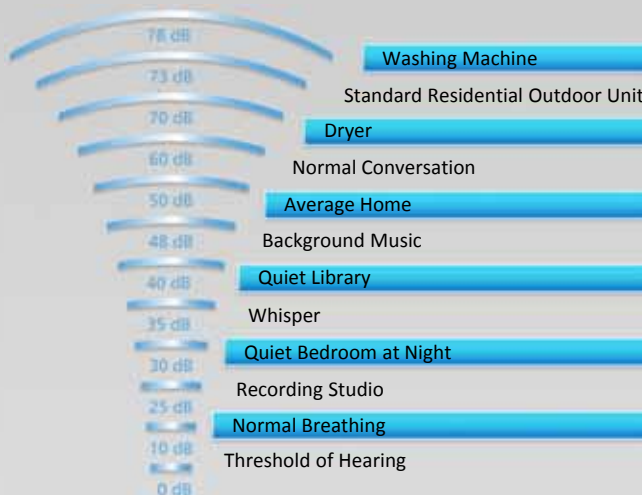 78 dB
Washing Machine
73 dB
Standard Residential Outdoor Unit
70 dB
Dryer
60 dB
Normal Conversation
50 dB
Average Home
48 dB
Background Music
40 dB
Quiet Library
35 dB
Whisper
30 dB
Quiet Bedroom at Night
25 dB
Recording Studio
10 dB
Normal Breathing
0 dB
Threshold of Hearing